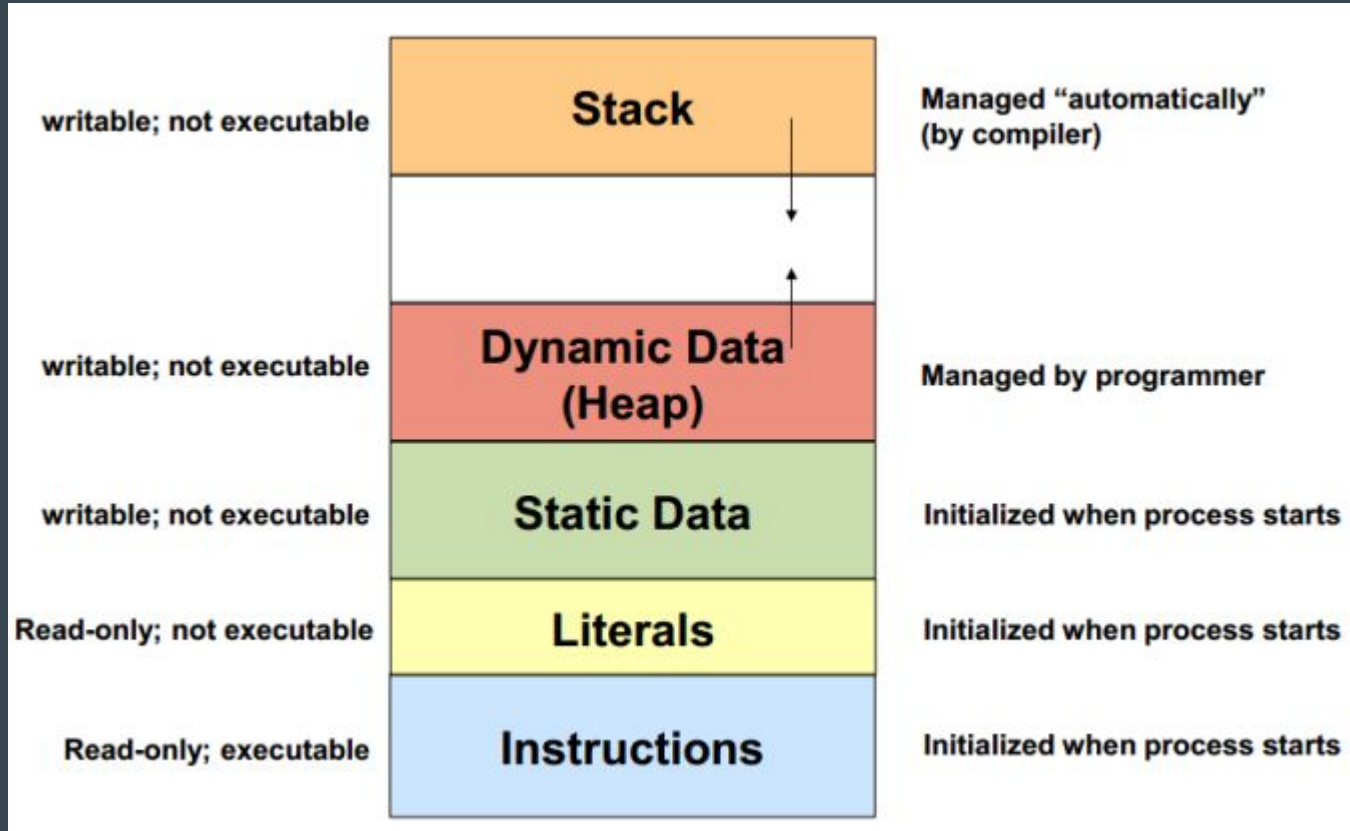 writable; not executable
Stack
Managed “automatically”
(by compiler)
writable; not executable
Dynamic Data
(Heap)
Managed by programmer
writable; not executable
Static Data
Initialized when process starts
Read-only; not executable
Literals
Initialized when process starts
Read-only; executable
Instructions
Initialized when process starts